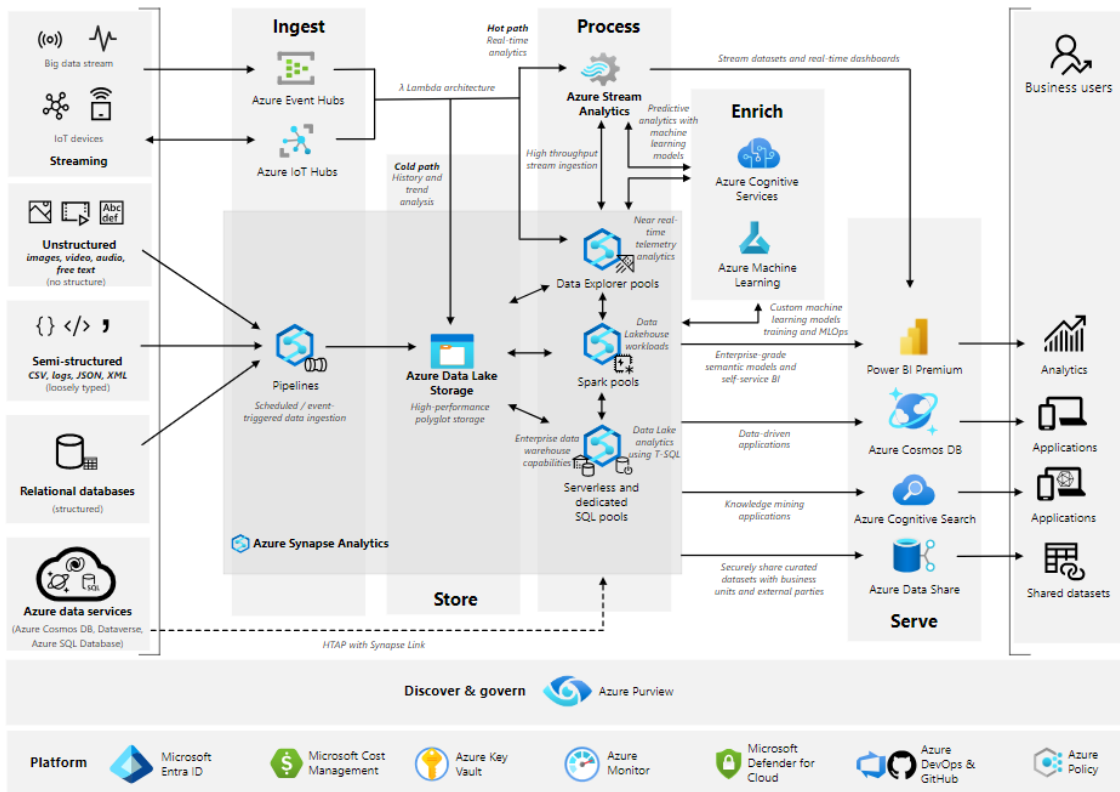 Ingest
Process
Hot path
Real-time
analytics
Big data stream
IoT devices
Streaming
Azure Event Hubs
Azure IoT Hubs
λ Lambda architecture
Azure Stream
Analytics
Stream datasets and real-time dashboards
Business users
Predictive
analytics with
machine
learning
models
Enrich
Azure Cognitive
Services
Azure Machine
Learning
High throughput
stream ingestion
Cold path
History and
trend
analysis
Abc
def
Unstructured
images, video, audio,
free text
(no structure)
Near real-
time
telemetry
analytics
Data Explorer pools
{ } </> ,
Semi-structured
CSV, logs, JSON, XML
(loosely typed)
Pipelines
Scheduled / event-
triggered data ingestion
Azure Data Lake
Storage
High-performance
polyglot storage
Data
Lakehouse
workloads
Spark pools
Custom machine
learning models
training and MLOps
Enterprise-grade
semantic models and
self-service BI
Power BI Premium
Analytics
Relational databases
(structured)
Enterprise data
warehouse
capabilities
Data Lake
analytics
using T-SQL
Serverless and
dedicated
SQL pools
Data-driven
applications
Azure Cosmos DB
Applications
Knowledge mining
applications
Azure Cognitive Search
Applications
Azure Synapse Analytics
Securely share curated
datasets with business
units and external parties
Azure Data Share
Shared datasets
SQL
Azure data services
(Azure Cosmos DB, Dataverse,
Azure SQL Database)
Store
Serve
HTAP with Synapse Link
Discover & govern
Azure Purview
Platform
Microsoft
Entra ID
Microsoft Cost
Management
Azure Key
Vault
Azure
Monitor
Microsoft
Defender for
Cloud
Azure
DevOps &
GitHub
Azure
Policy